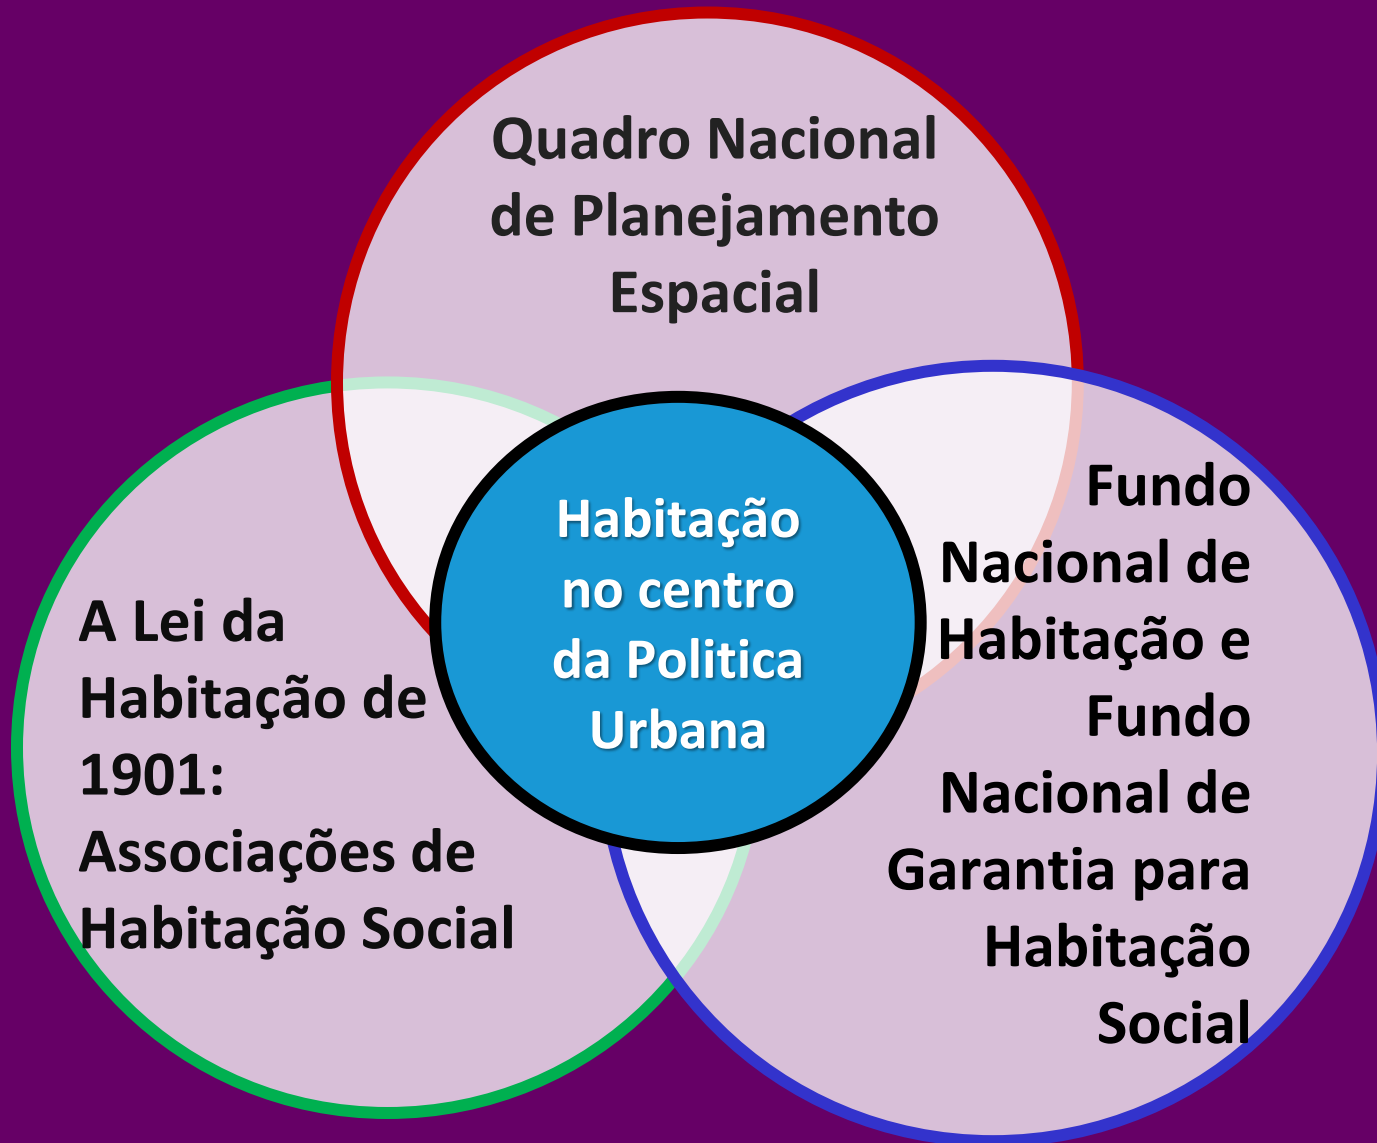 Quadro Nacional
de Planejamento
Espacial
Habitação
no centro
da Politica
Urbana
A Lei da
Habitação de
1901:
Associações de
Habitação Social
Fundo
Nacional de
Habitação e
Fundo
Nacional de
Garantia para
Habitação
Social